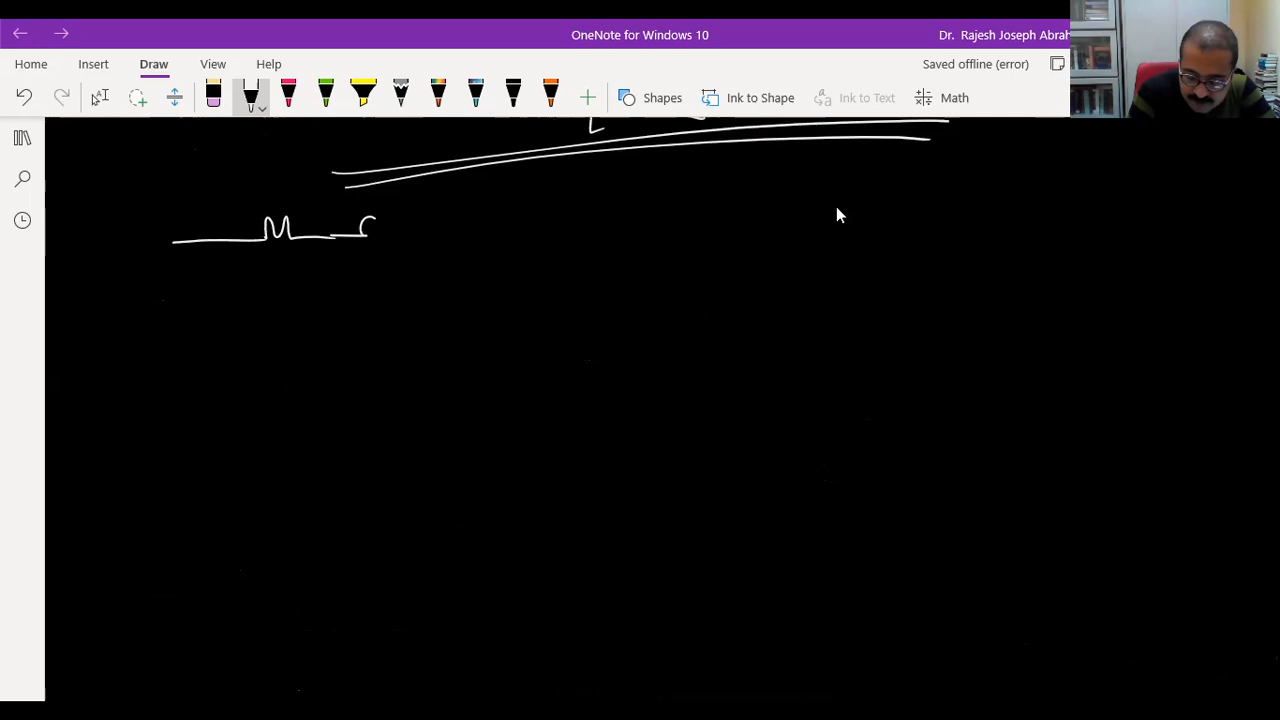 OneNote for Windows 10
Dr. Rajesh Joseph Abrah
Home Insert Draw View Help
Saved offline (error)
Shapes Ink to Shape Ink to Text Math